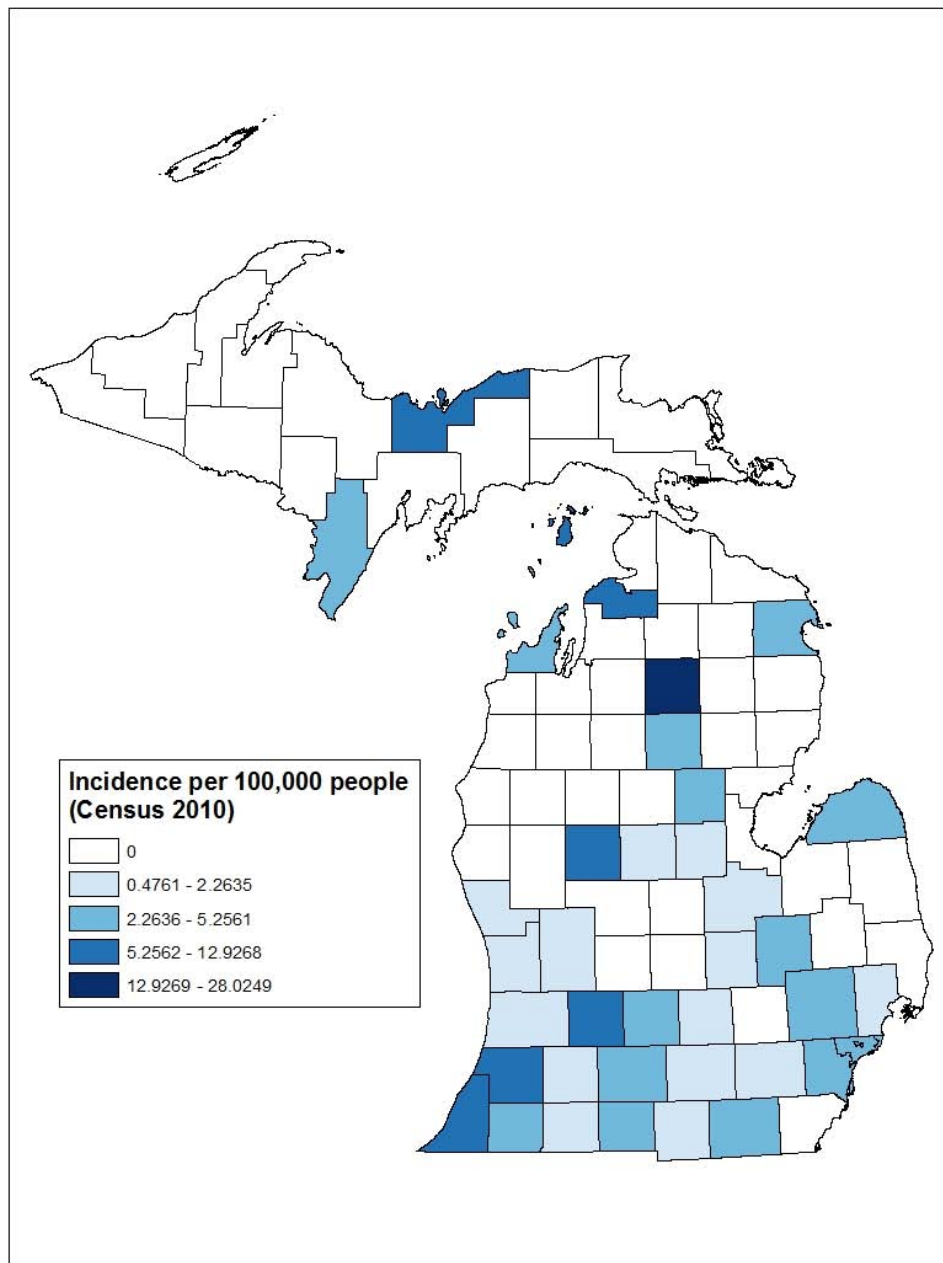 Incidence per 100,000 people
(Census 2010)
0
0.4761 - 2.2635
2.2636 - 5.2561
5.2562 - 12.9268
12.9269 - 28.0249